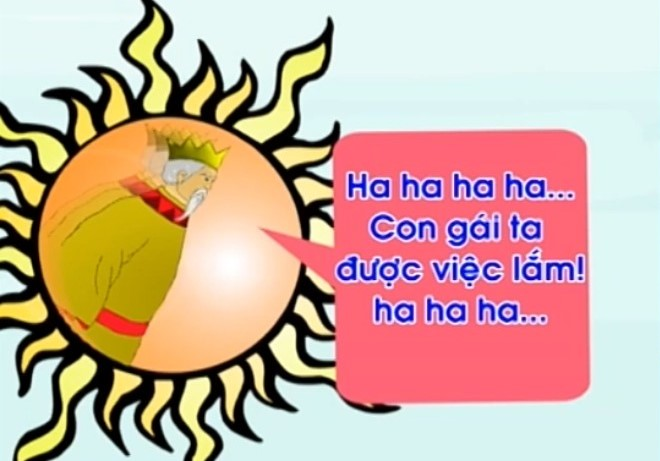 Ha ha ha ha...
Con gái ta
được việc lắm!
ha ha ha...